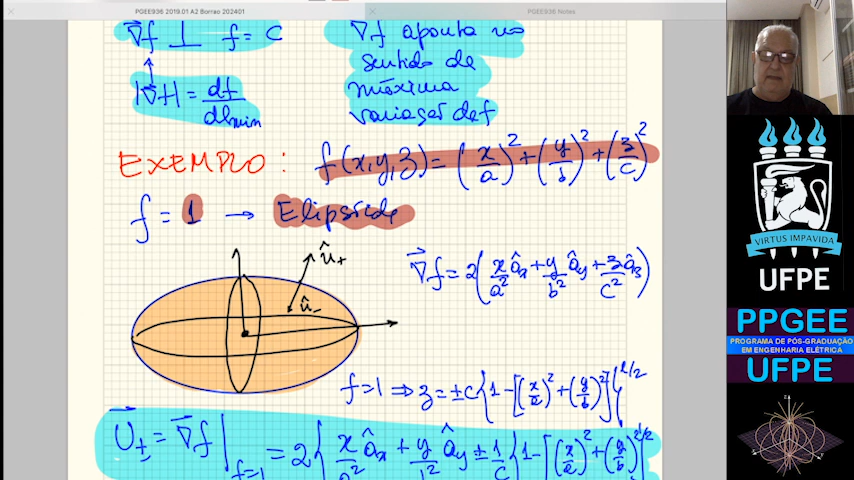 PGEE936 2019.01 A2 Borrao 202401
PGEE936 Notes
∇f ⊥ f = C
∇f aponta no
sentido de
máxima
variação de f
|∇f| = df/dlmin
EXEMPLO: f(x,y,z) = (x/a)² + (y/b)² + (z/c)²
f = 1 → Elipsóide
û+
û-
∇f = 2(x/a² âx + y/b² ây + z/c² âz)
f=1 ⇒ z = ±c{1-[(x/a)² + (y/b)²]}^1/2
U± = ∇f|f=1 = 2{x/a² âx + y/b² ây ± 1/c{1-[(x/a)² + (y/b)²]^1/2
VIRTUS IMPAVIDA
UFPE
PPGEE
PROGRAMA DE PÓS-GRADUAÇÃO
EM ENGENHARIA ELÉTRICA
UFPE